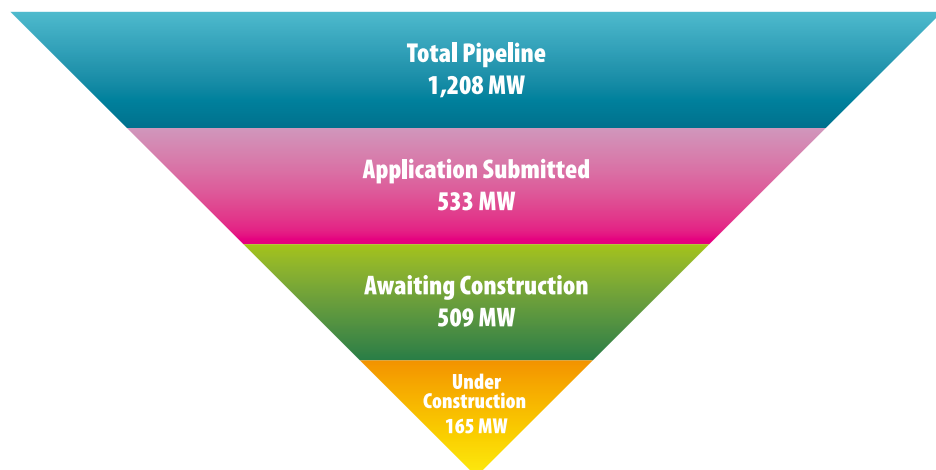 Total Pipeline
1,208 MW
Application Submitted
533 MW
Awaiting Construction
509 MW
Under
Construction
165 MW